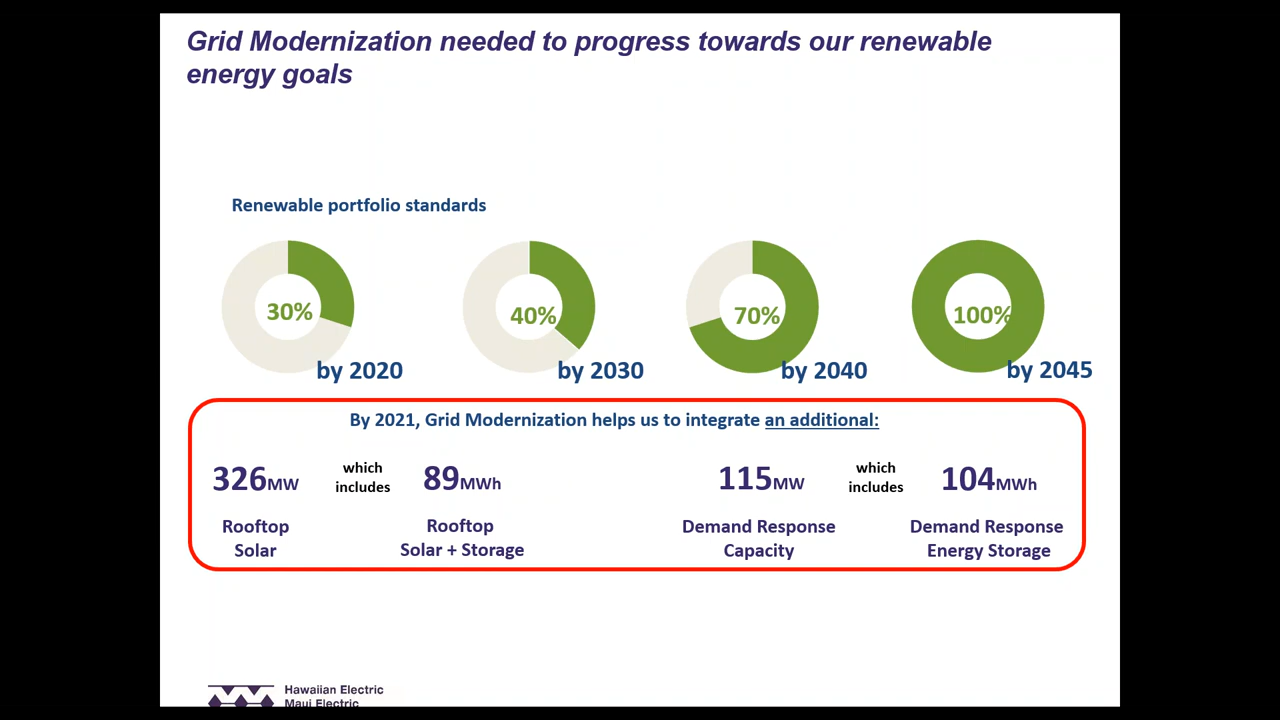 Grid Modernization needed to progress towards our renewable
energy goals
Renewable portfolio standards
30%
by 2020
40%
by 2030
70%
by 2040
100%
by 2045
By 2021, Grid Modernization helps us to integrate an additional:
326MW
Rooftop
Solar
which
includes
89MWh
Rooftop
Solar + Storage
115MW
Demand Response
Capacity
which
includes
104MWh
Demand Response
Energy Storage
Hawaiian Electric
Maui Electric